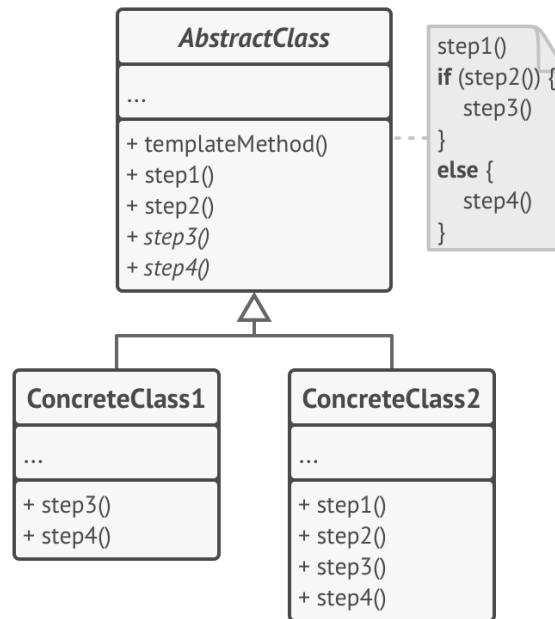 AbstractClass
...
+ templateMethod()
+ step1()
+ step2()
+ step3()
+ step4()
step1()
if (step2()) {
step3()
}
else {
step4()
}
ConcreteClass1
...
+ step3()
+ step4()
ConcreteClass2
...
+ step1()
+ step2()
+ step3()
+ step4()